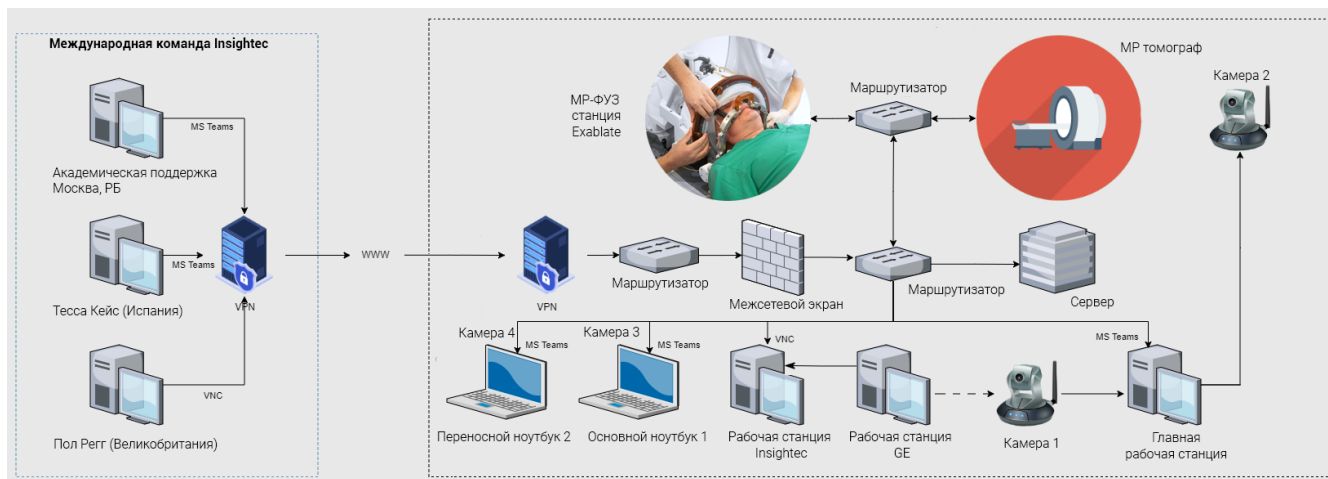 Международная команда Insightec
MS Teams
Академическая поддержка
Москва, РБ
MS Teams
Тесса Кейс (Испания)
VPN
VNC
Пол Регг (Великобритания)
WWW
МР-ФУЗ
станция
Exablate
Маршрутизатор
МР томограф
Камера 2
VPN
Маршрутизатор
Межсетевой экран
Маршрутизатор
Сервер
Камера 4
MS Teams
Камера 3
MS Teams
VNC
MS Teams
Переносной ноутбук 2
Основной ноутбук 1
Рабочая станция
Insightec
Рабочая станция
GE
Камера 1
Главная
рабочая станция